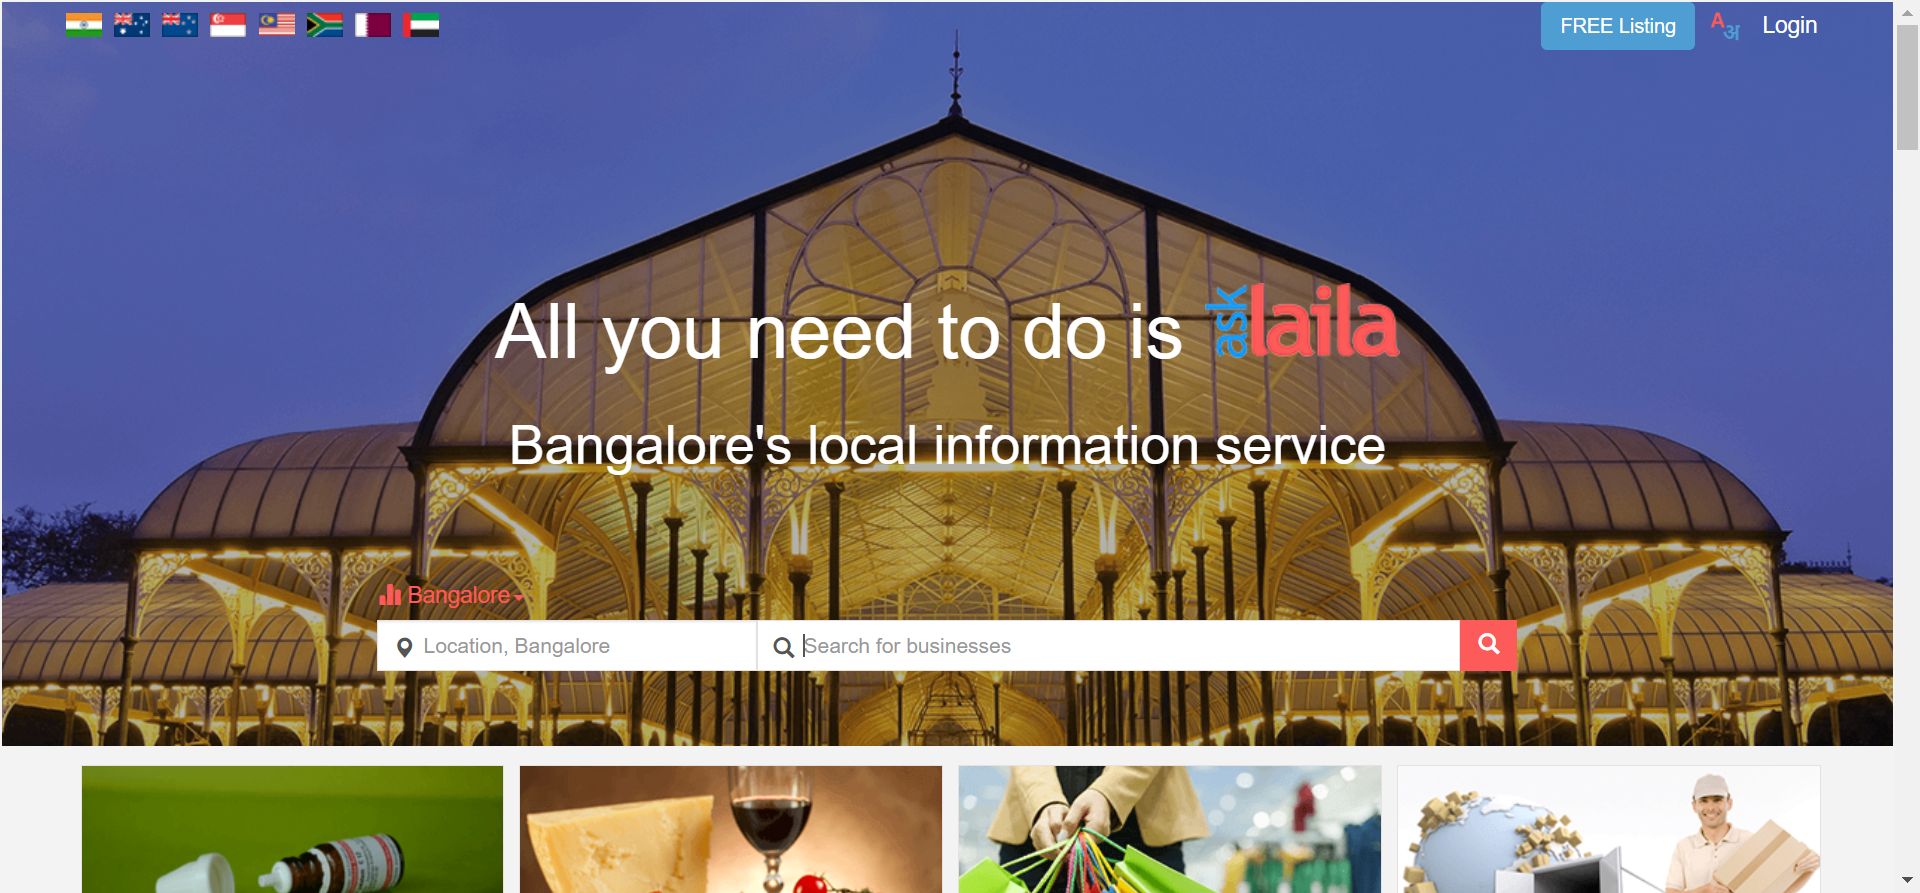 FREE Listing
Login
All you need to do is asklaila
Bangalore's local information service
Bangalore
Location, Bangalore
Search for businesses